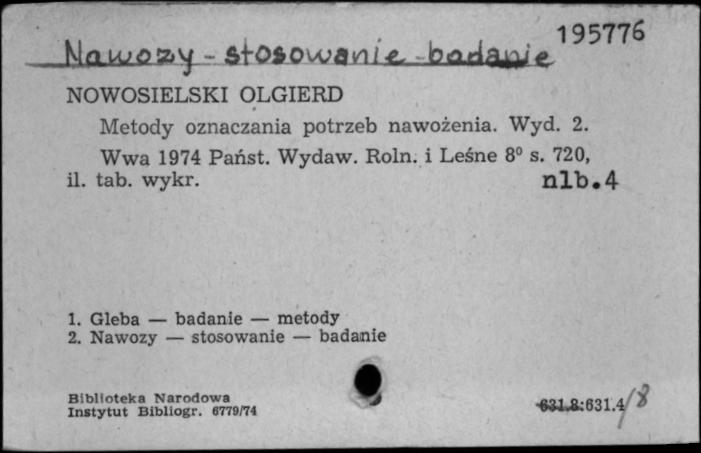 195776
Nawozy - stosowanie - badanie
NOWOSIELSKI OLGIERD
Metody oznaczania potrzeb nawożenia. Wyd. 2.
Wwa 1974 Państ. Wydaw. Roln. i Leśne 8⁰ s. 720,
il. tab. wykr. nlb.4
1. Gleba — badanie — metody
2. Nawozy — stosowanie — badanie
Biblioteka Narodowa
Instytut Bibliogr. 6779/74
631.8:631.4/8